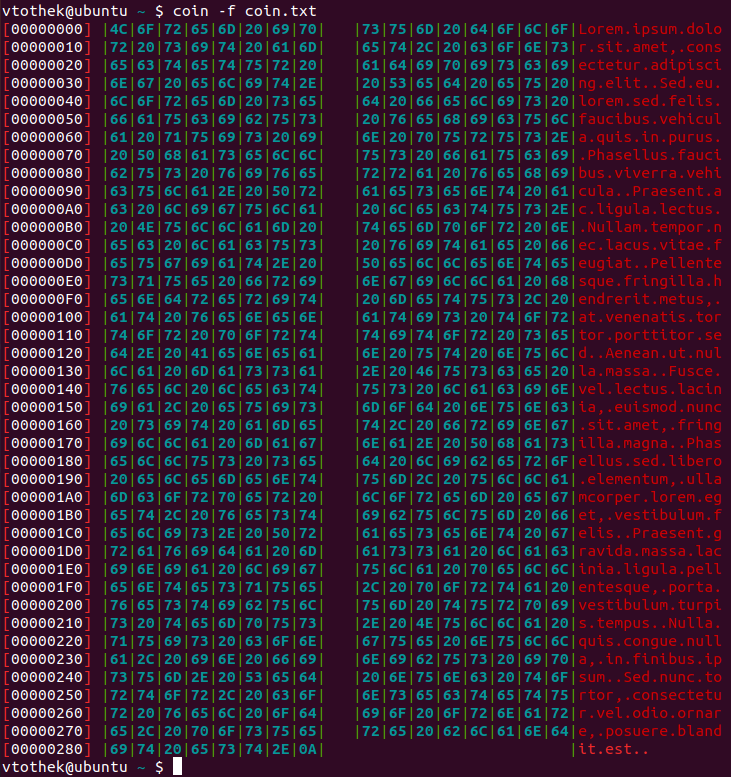 vtothek@ubuntu ~ $ coin -f coin.txt
[00000000] |4C|6F|72|65|6D|20|69|70    |73|75|6D|20|64|6F|6C|6F|Lorem.ipsum.dolo
[00000010] |72|20|73|69|74|20|61|6D    |65|74|2C|20|63|6F|6E|73|r.sit.amet,.cons
[00000020] |65|63|74|65|74|75|72|20    |61|64|69|70|69|73|63|69|ectetur.adipisci
[00000030] |6E|67|20|65|6C|69|74|2E    |20|53|65|64|20|65|75|20|ng.elit..Sed.eu.
[00000040] |6C|6F|72|65|6D|20|73|65    |64|20|66|65|6C|69|73|20|lorem.sed.felis.
[00000050] |66|61|75|63|69|62|75|73    |20|76|65|68|69|63|75|6C|faucibus.vehicul
[00000060] |61|20|71|75|69|73|20|69    |6E|20|70|75|72|75|73|2E|a.quis.in.purus.
[00000070] |20|50|68|61|73|65|6C|6C    |75|73|20|66|61|75|63|69|.Phasellus.fauci
[00000080] |62|75|73|20|76|69|76|65    |72|72|61|20|76|65|68|69|bus.viverra.vehi
[00000090] |63|75|6C|61|2E|20|50|72    |61|65|73|65|6E|74|20|61|cula..Praesent.a
[000000A0] |63|20|6C|69|67|75|6C|61    |20|6C|65|63|74|75|73|2E|c.ligula.lectus.
[000000B0] |20|4E|75|6C|6C|61|6D|20    |74|65|6D|70|6F|72|20|6E|.Nullam.tempor.n
[000000C0] |65|63|20|6C|61|63|75|73    |20|76|69|74|61|65|20|66|ec.lacus.vitae.f
[000000D0] |65|75|67|69|61|74|2E|20    |50|65|6C|6C|65|6E|74|65|eugiat..Pellente
[000000E0] |73|71|75|65|20|66|72|69    |6E|67|69|6C|6C|61|20|68|sque.fringilla.h
[000000F0] |65|6E|64|72|65|72|69|74    |20|6D|65|74|75|73|2C|20|endrerit.metus,.
[00000100] |61|74|20|76|65|6E|65|6E    |61|74|69|73|20|74|6F|72|at.venenatis.tor
[00000110] |74|6F|72|20|70|6F|72|74    |74|69|74|6F|72|20|73|65|tor.porttitor.se
[00000120] |64|2E|20|41|65|6E|65|61    |6E|20|75|74|20|6E|75|6C|d..Aenean.ut.nul
[00000130] |6C|61|20|6D|61|73|73|61    |2E|20|46|75|73|63|65|20|la.massa..Fusce.
[00000140] |76|65|6C|20|6C|65|63|74    |75|73|20|6C|61|63|69|6E|vel.lectus.lacin
[00000150] |69|61|2C|20|65|75|69|73    |6D|6F|64|20|6E|75|6E|63|ia,.euismod.nunc
[00000160] |20|73|69|74|20|61|6D|65    |74|2C|20|66|72|69|6E|67|.sit.amet,.fring
[00000170] |69|6C|6C|61|20|6D|61|67    |6E|61|2E|20|50|68|61|73|illa.magna..Phas
[00000180] |65|6C|6C|75|73|20|73|65    |64|20|6C|69|62|65|72|6F|ellus.sed.libero
[00000190] |20|65|6C|65|6D|65|6E|74    |75|6D|2C|20|75|6C|6C|61|.elementum,.ulla
[000001A0] |6D|63|6F|72|70|65|72|20    |6C|6F|72|65|6D|20|65|67|mcorper.lorem.eg
[000001B0] |65|74|2C|20|76|65|73|74    |69|62|75|6C|75|6D|20|66|et,.vestibulum.f
[000001C0] |65|6C|69|73|2E|20|50|72    |61|65|73|65|6E|74|20|67|elis..Praesent.g
[000001D0] |72|61|76|69|64|61|20|6D    |61|73|73|61|20|6C|61|63|ravida.massa.lac
[000001E0] |69|6E|69|61|20|6C|69|67    |75|6C|61|20|70|65|6C|6C|inia.ligula.pell
[000001F0] |65|6E|74|65|73|71|75|65    |2C|20|70|6F|72|74|61|20|entesque,.porta.
[00000200] |76|65|73|74|69|62|75|6C    |75|6D|20|74|75|72|70|69|vestibulum.turpi
[00000210] |73|20|74|65|6D|70|75|73    |2E|20|4E|75|6C|6C|61|20|s.tempus..Nulla.
[00000220] |71|75|69|73|20|63|6F|6E    |67|75|65|20|6E|75|6C|6C|quis.congue.null
[00000230] |61|2C|20|69|6E|20|66|69    |6E|69|62|75|73|20|69|70|a,.in.finibus.ip
[00000240] |73|75|6D|2E|20|53|65|64    |20|6E|75|6E|63|20|74|6F|sum..Sed.nunc.to
[00000250] |72|74|6F|72|2C|20|63|6F    |6E|73|65|63|74|65|74|75|rtor,.consectetu
[00000260] |72|20|76|65|6C|20|6F|64    |69|6F|20|6F|72|6E|61|72|r.vel.odio.ornar
[00000270] |65|2C|20|70|6F|73|75|65    |72|65|20|62|6C|61|6E|64|e,.posuere.bland
[00000280] |69|74|20|65|73|74|2E|0A|                           |it.est..
vtothek@ubuntu ~ $